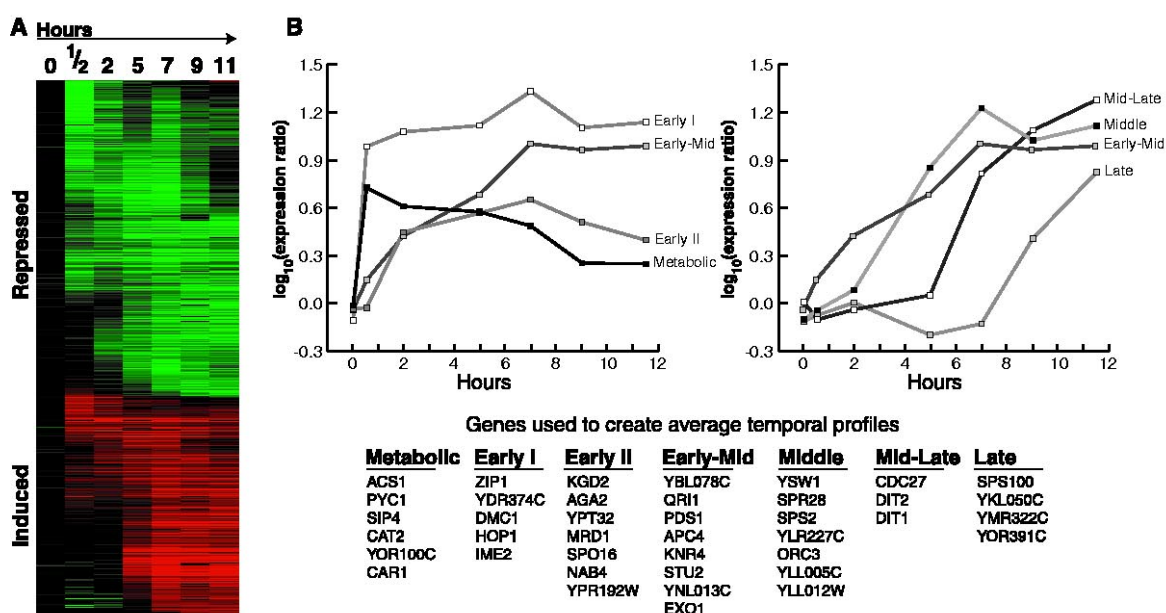 A
Hours
0 1/2 2 5 7 9 11
Repressed
Induced
B
log10(expression ratio)
1.5
1.2
0.9
0.6
0.3
0.0
-0.3
0 2 4 6 8 10 12
Hours
Early I
Early-Mid
Early II
Metabolic
log10(expression ratio)
1.5
1.2
0.9
0.6
0.3
0.0
-0.3
0 2 4 6 8 10 12
Hours
Mid-Late
Middle
Early-Mid
Late
Genes used to create average temporal profiles
Metabolic Early I Early II Early-Mid Middle Mid-Late Late
ACS1 ZIP1 KGD2 YBL078C YSW1 CDC27 SPS100
PYC1 YDR374C AGA2 QRI1 SPR28 DIT2 YKL050C
SIP4 DMC1 YPT32 PDS1 SPS2 DIT1 YMR322C
CAT2 HOP1 MRD1 APC4 YLR227C YOR391C
YOR100C IME2 SPO16 KNR4 ORC3
CAR1 NAB4 STU2 YLL005C
YPR192W YNL013C YLL012W
EXO1